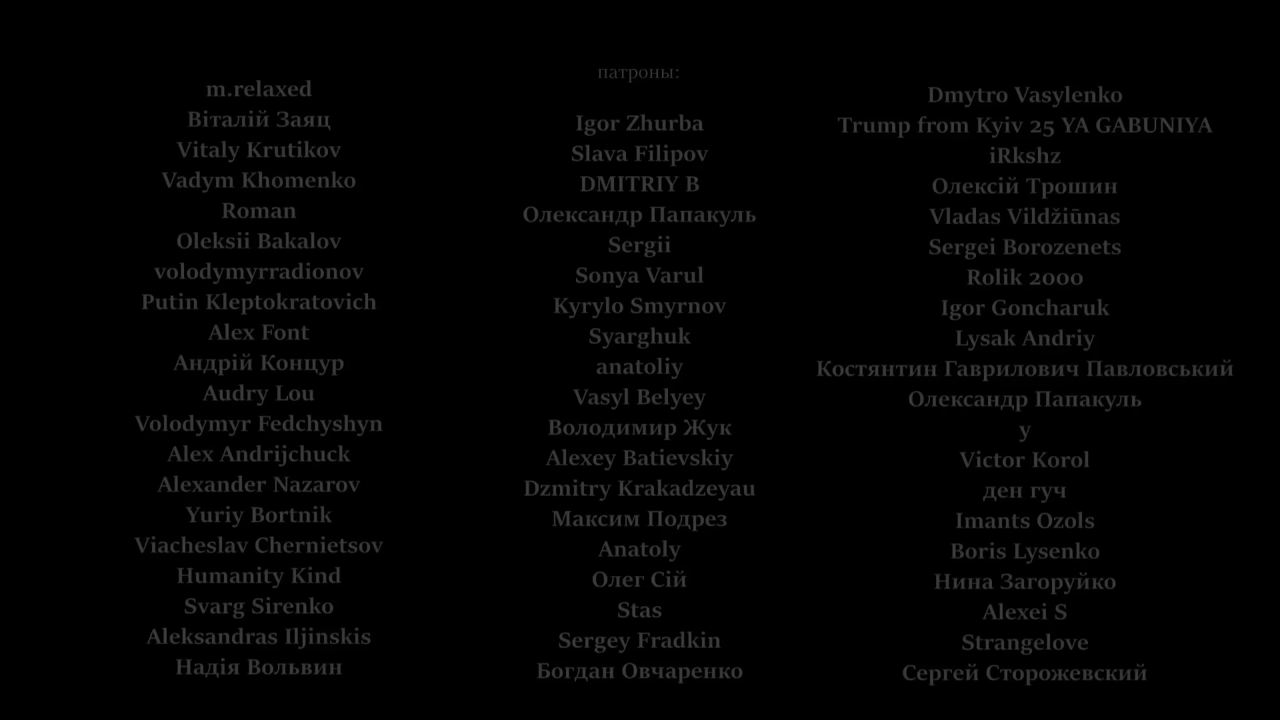 патроны:
m.relaxed
Віталій Заяц
Vitaly Krutikov
Vadym Khomenko
Roman
Oleksii Bakalov
volodymyrradionov
Putin Kleptokratovich
Alex Font
Андрій Концур
Audry Lou
Volodymyr Fedchyshyn
Alex Andrijchuck
Alexander Nazarov
Yuriy Bortnik
Viacheslav Chernietsov
Humanity Kind
Svarg Sirenko
Aleksandras Iljinskis
Надія Вольвин
Igor Zhurba
Slava Filipov
DMITRIY B
Олександр Папакуль
Sergii
Sonya Varul
Kyrylo Smyrnov
Syarghuk
anatoliy
Vasyl Belyey
Володимир Жук
Alexey Batievskiy
Dzmitry Krakadzeyau
Максим Подрез
Anatoly
Олег Сій
Stas
Sergey Fradkin
Богдан Овчаренко
Dmytro Vasylenko
Trump from Kyiv 25 YA GABUNIYA
iRkshz
Олексій Трошин
Vladas Vildžiūnas
Sergei Borozenets
Rolik 2000
Igor Goncharuk
Lysak Andriy
Костянтин Гаврилович Павловський
Олександр Папакуль
y
Victor Korol
ден гуч
Imants Ozols
Boris Lysenko
Нина Загоруйко
Alexei S
Strangelove
Сергей Сторожевский